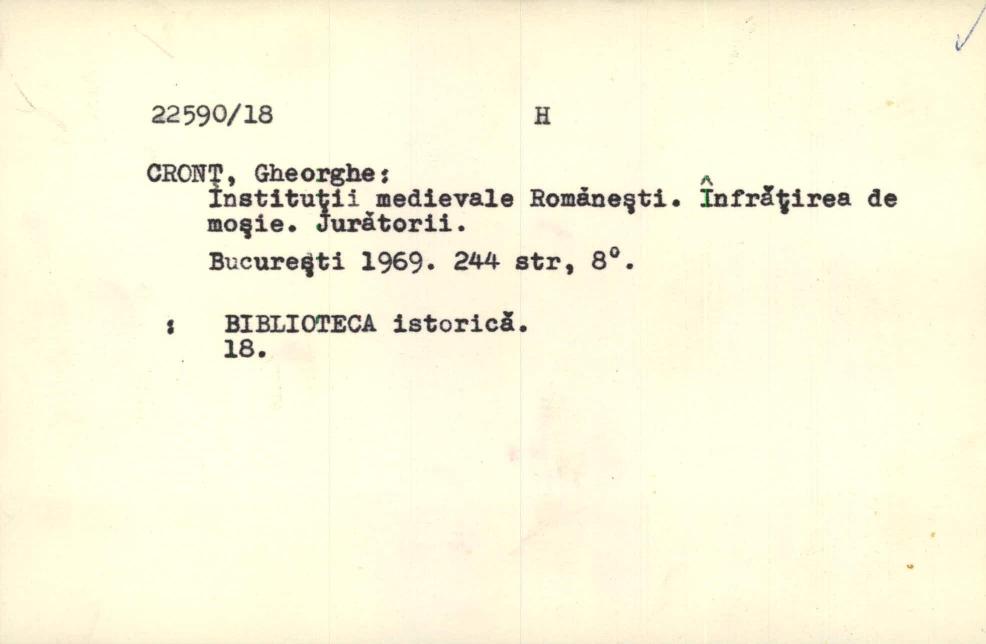 22590/18 H
CRONŢ, Gheorghe:
Instituţii medievale Româneşti. Înfrăţirea de
moşie. Jurătorii.
Bucureşti 1969. 244 str, 8°.
: BIBLIOTECA istorică.
18.